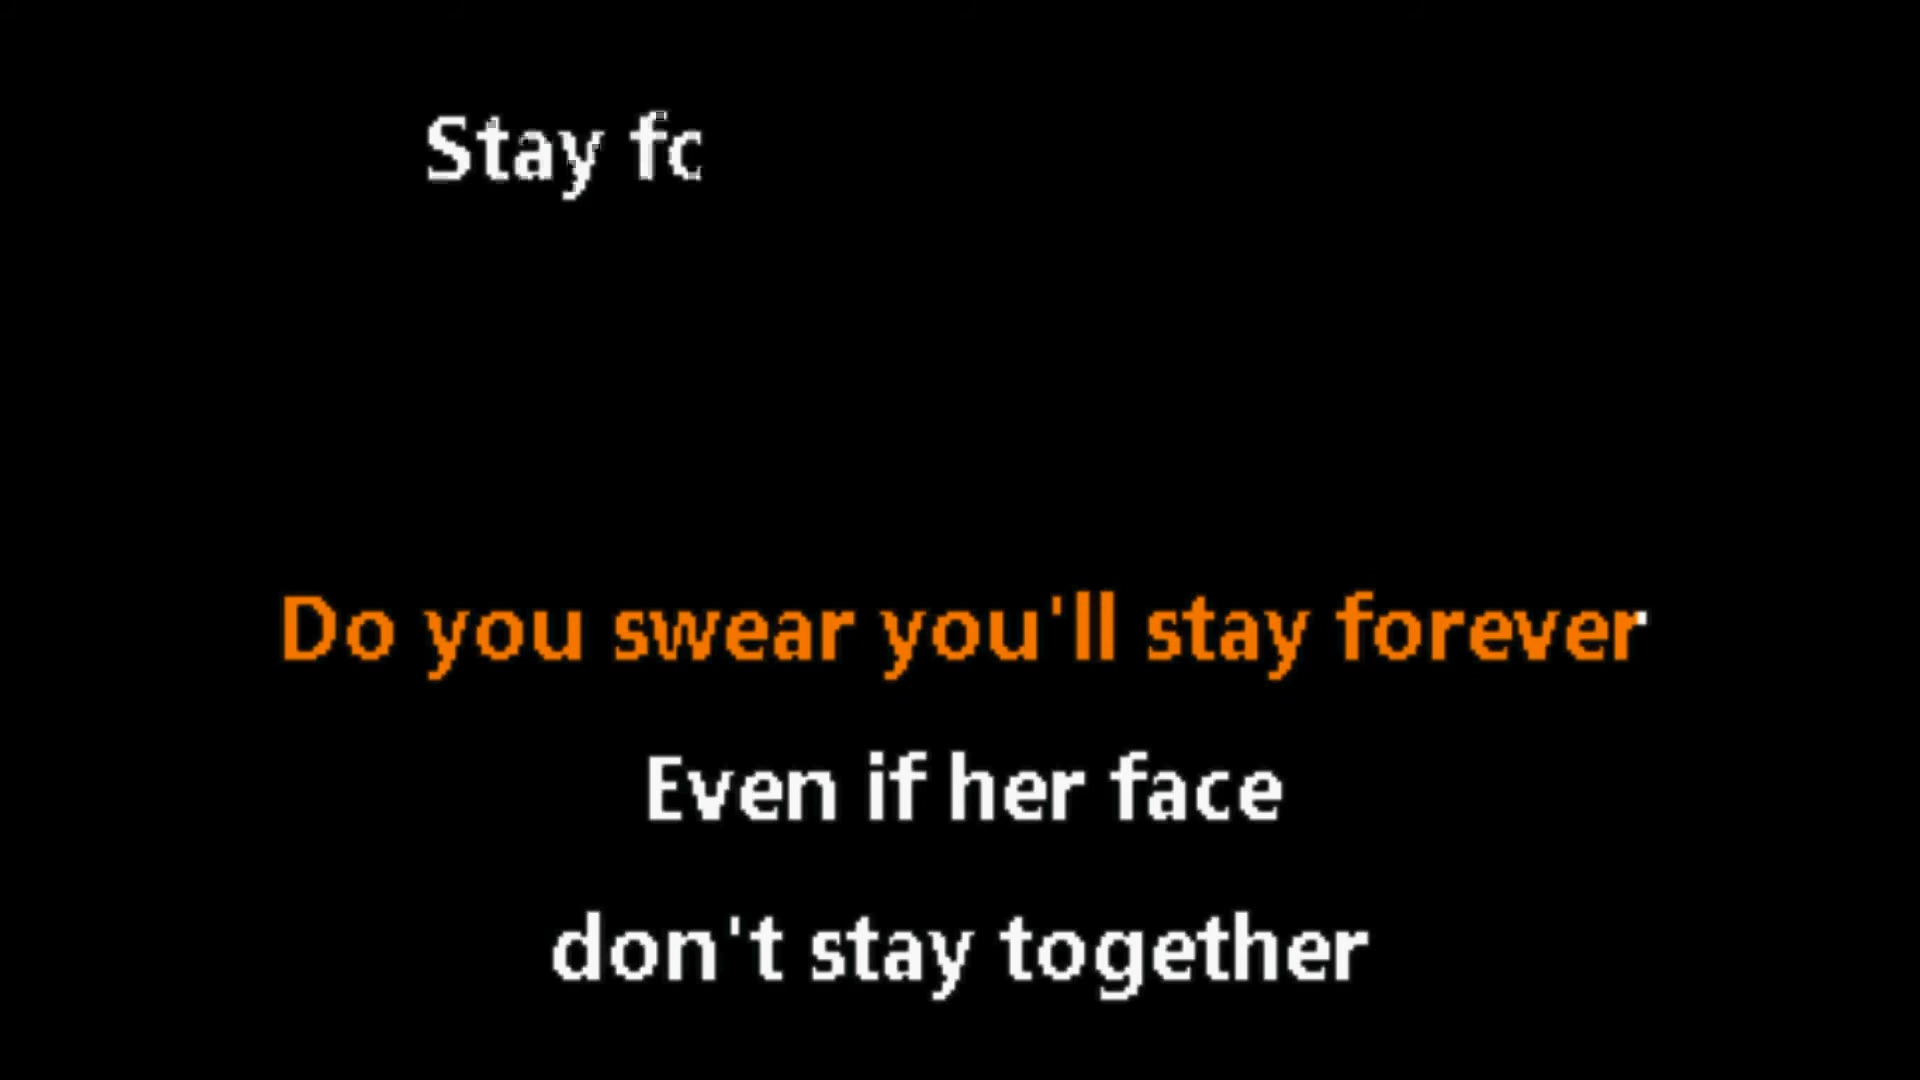 Stay
Do you swear you'll stay forever
Even if her face
don't stay together